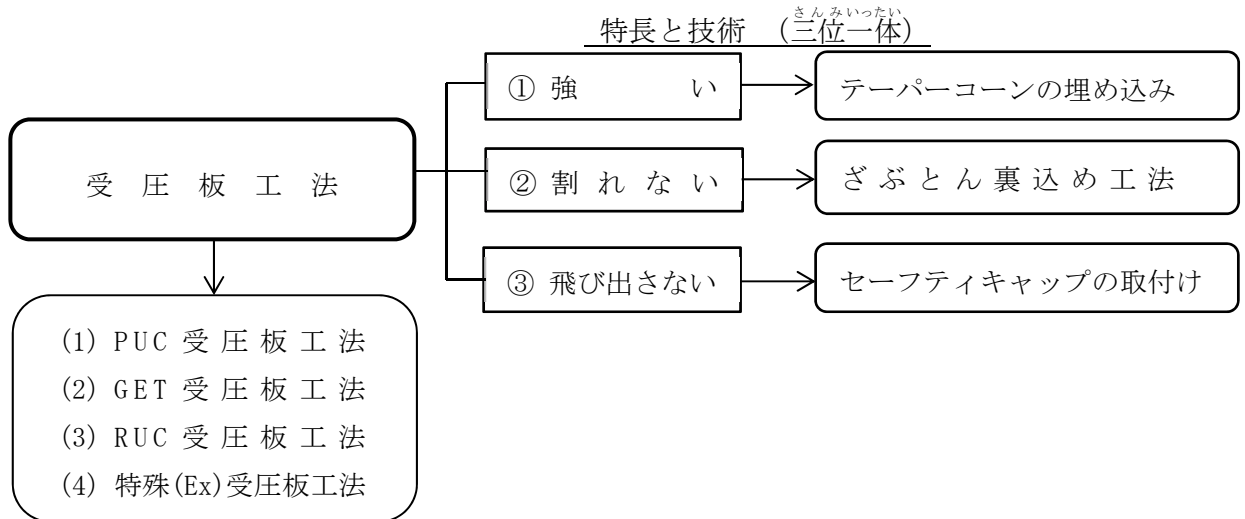 特長と技術 （三位一体）
さんみいったい
① 強い
テーパーコーンの埋め込み
受圧板工法
② 割れない
ざぶとん裏込め工法
③ 飛び出さない
セーフティキャップの取付け
(1) PUC 受圧板工法
(2) GET 受圧板工法
(3) RUC 受圧板工法
(4) 特殊(Ex)受圧板工法